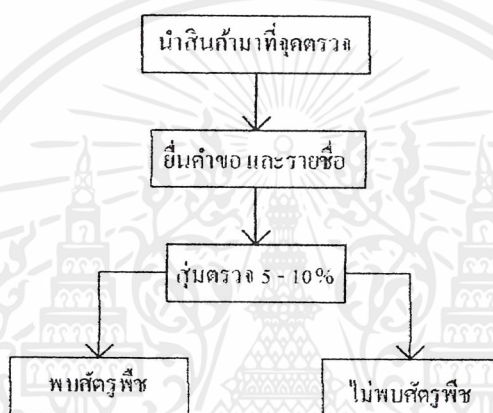 นำสินค้ามาที่จุดตรวจ
ยื่นคำขอ และรายชื่อ
สุ่มตรวจ 5 - 10%
พบศัตรูพืช
ไม่พบศัตรูพืช